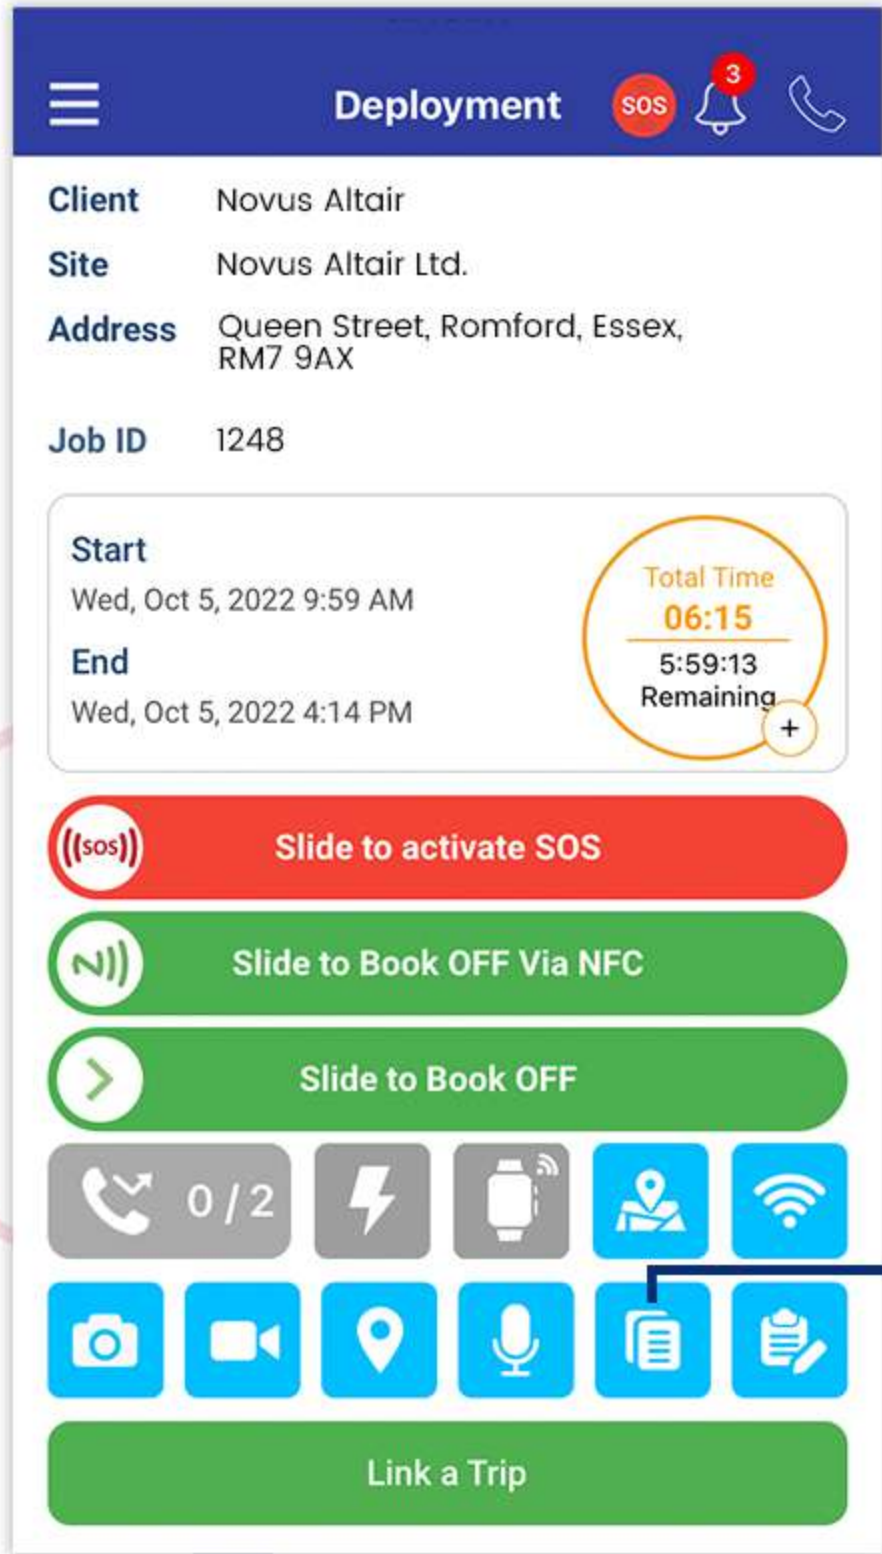 Deployment
SOS
3
Client Novus Altair
Site Novus Altair Ltd.
Address Queen Street, Romford, Essex,
RM7 9AX
Job ID 1248
Start
Wed, Oct 5, 2022 9:59 AM
End
Wed, Oct 5, 2022 4:14 PM
Total Time
06:15
5:59:13
Remaining
+
((SOS)) Slide to activate SOS
Slide to Book OFF Via NFC
Slide to Book OFF
0 / 2
Link a Trip